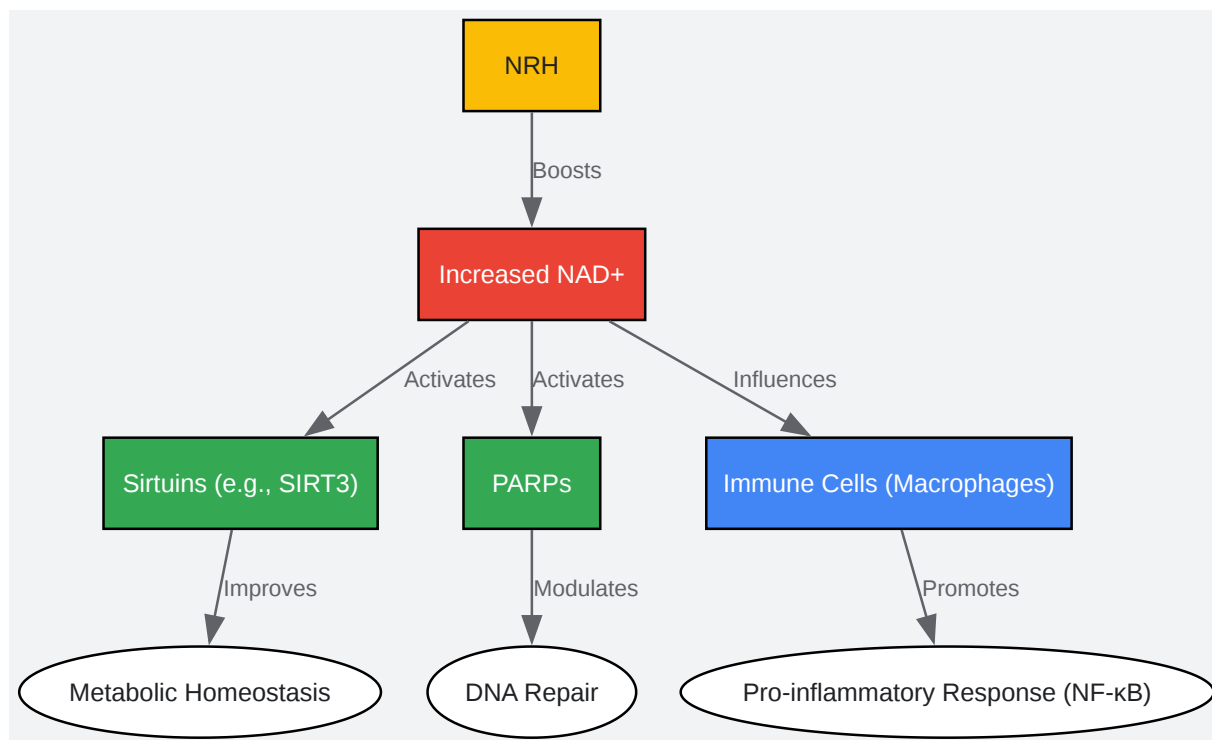 NRH
Boosts
Increased NAD+
Activates
Activates
Influences
Sirtuins (e.g., SIRT3)
PARPs
Immune Cells (Macrophages)
Improves
Modulates
Promotes
Metabolic Homeostasis
DNA Repair
Pro-inflammatory Response (NF-κB)